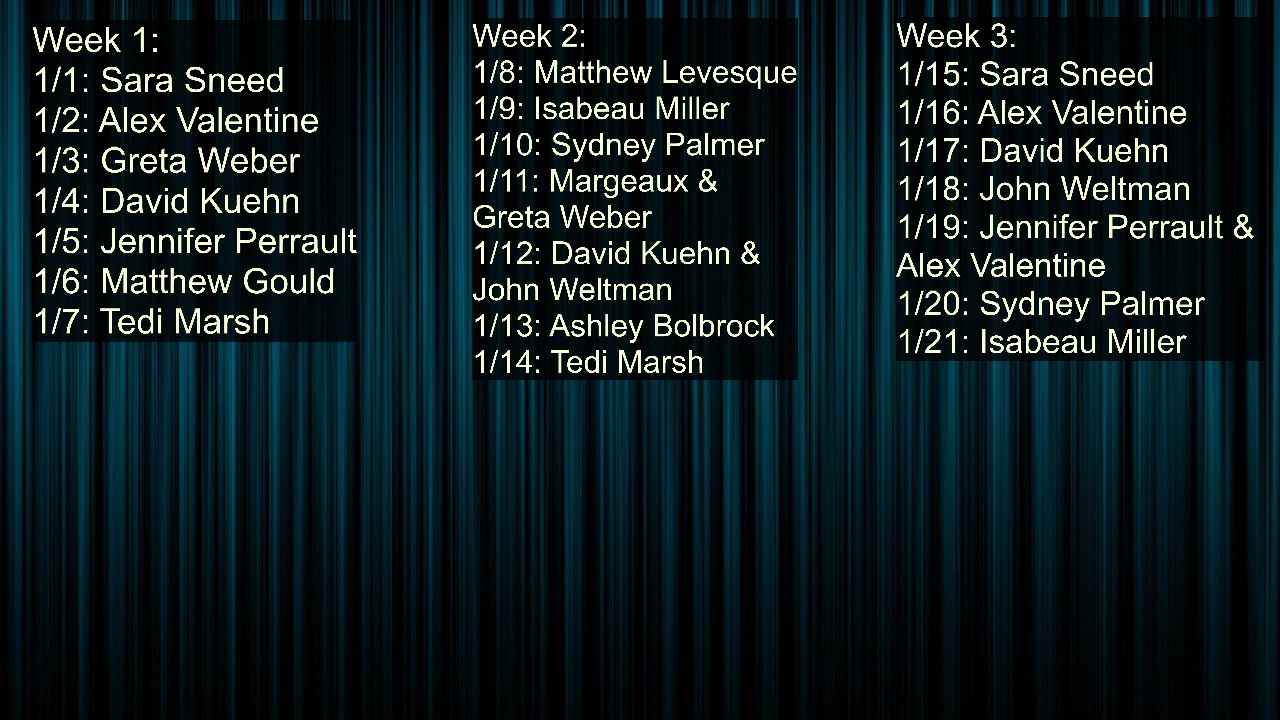 Week 1:
1/1: Sara Sneed
1/2: Alex Valentine
1/3: Greta Weber
1/4: David Kuehn
1/5: Jennifer Perrault
1/6: Matthew Gould
1/7: Tedi Marsh
Week 2:
1/8: Matthew Levesque
1/9: Isabeau Miller
1/10: Sydney Palmer
1/11: Margeaux &
Greta Weber
1/12: David Kuehn &
John Weltman
1/13: Ashley Bolbrock
1/14: Tedi Marsh
Week 3:
1/15: Sara Sneed
1/16: Alex Valentine
1/17: David Kuehn
1/18: John Weltman
1/19: Jennifer Perrault &
Alex Valentine
1/20: Sydney Palmer
1/21: Isabeau Miller